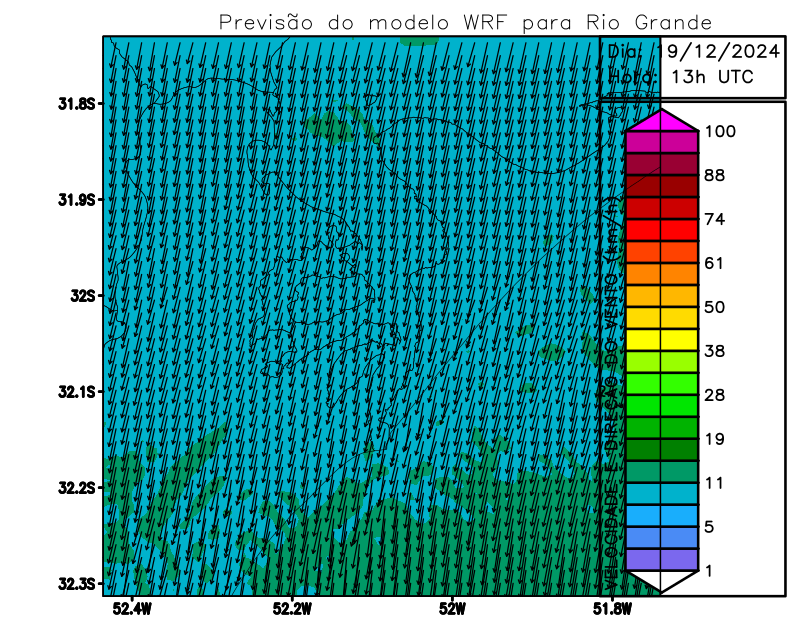 Previsão do modelo WRF para Rio Grande
Dia: 19/12/2024
Hora: 13h UTC
31.8S
31.9S
32S
32.1S
32.2S
32.3S
52.4W
52.2W
52W
51.8W
VELOCIDADE E DIREÇÃO DO VENTO (km/h)
100
88
74
61
50
38
28
19
11
5
1